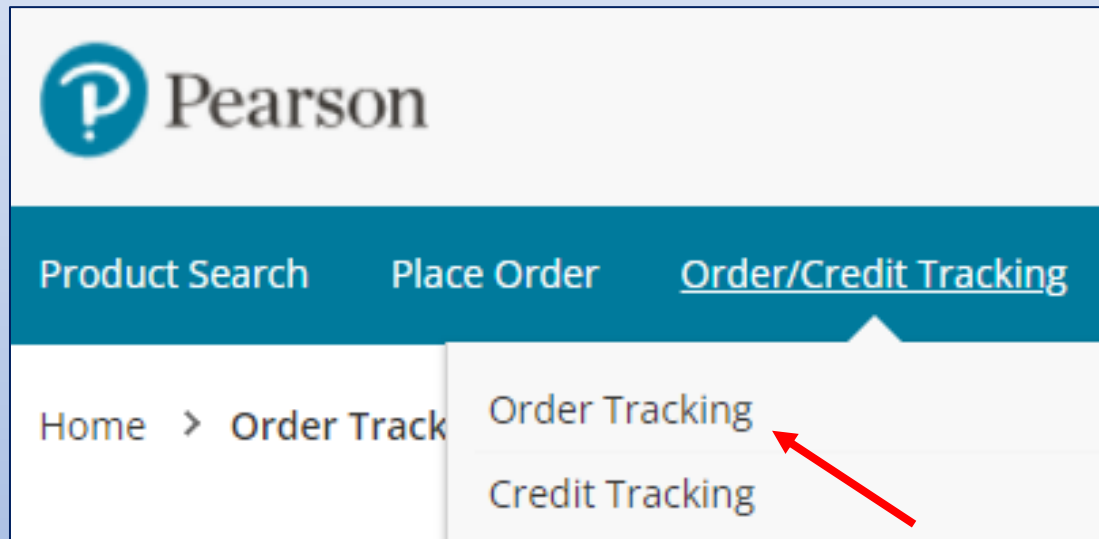 Pearson
Product Search Place Order Order/Credit Tracking
Home > Order Track
Order Tracking
Credit Tracking